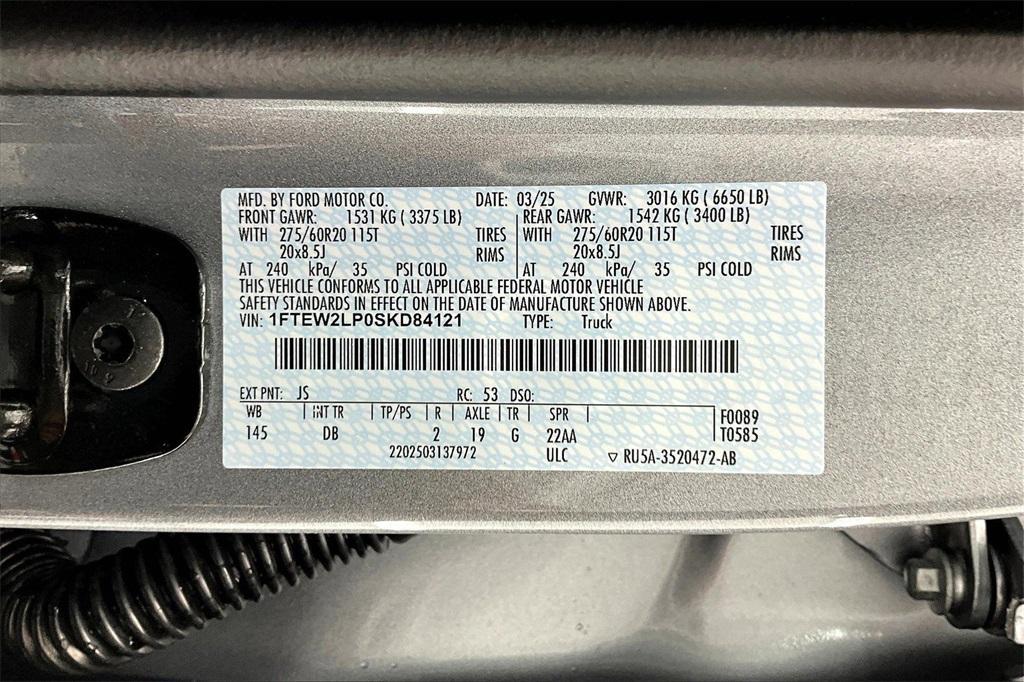 MFD. BY FORD MOTOR CO. DATE: 03/25 GVWR: 3016 KG ( 6650 LB)
FRONT GAWR: 1531 KG ( 3375 LB) REAR GAWR: 1542 KG ( 3400 LB)
WITH 275/60R20 115T TIRES WITH 275/60R20 115T TIRES
20x8.5J RIMS 20x8.5J RIMS
AT 240 kPa/ 35 PSI COLD AT 240 kPa/ 35 PSI COLD
THIS VEHICLE CONFORMS TO ALL APPLICABLE FEDERAL MOTOR VEHICLE
SAFETY STANDARDS IN EFFECT ON THE DATE OF MANUFACTURE SHOWN ABOVE.
VIN: 1FTEW2LP0SKD84121 TYPE: Truck
EXT PNT: JS RC: 53 DSO:
WB INT TR TP/PS R AXLE TR SPR F0089
145 DB 2 19 G 22AA T0585
2202503137972 ULC ▽ RU5A-3520472-AB
10 9